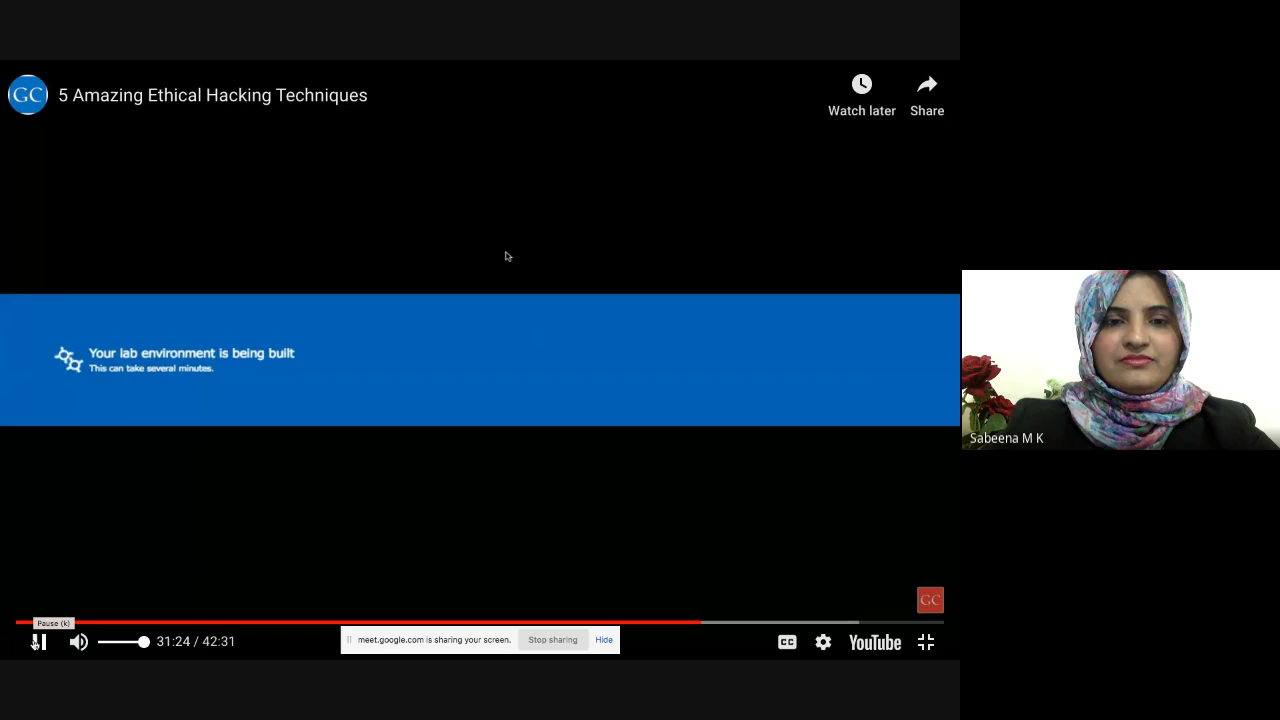 GC 5 Amazing Ethical Hacking Techniques
Watch later Share
Your lab environment is being built
This can take several minutes.
Sabeena M K
GC
Pause (k)
31:24 / 42:31
meet.google.com is sharing your screen. Stop sharing Hide
CC YouTube